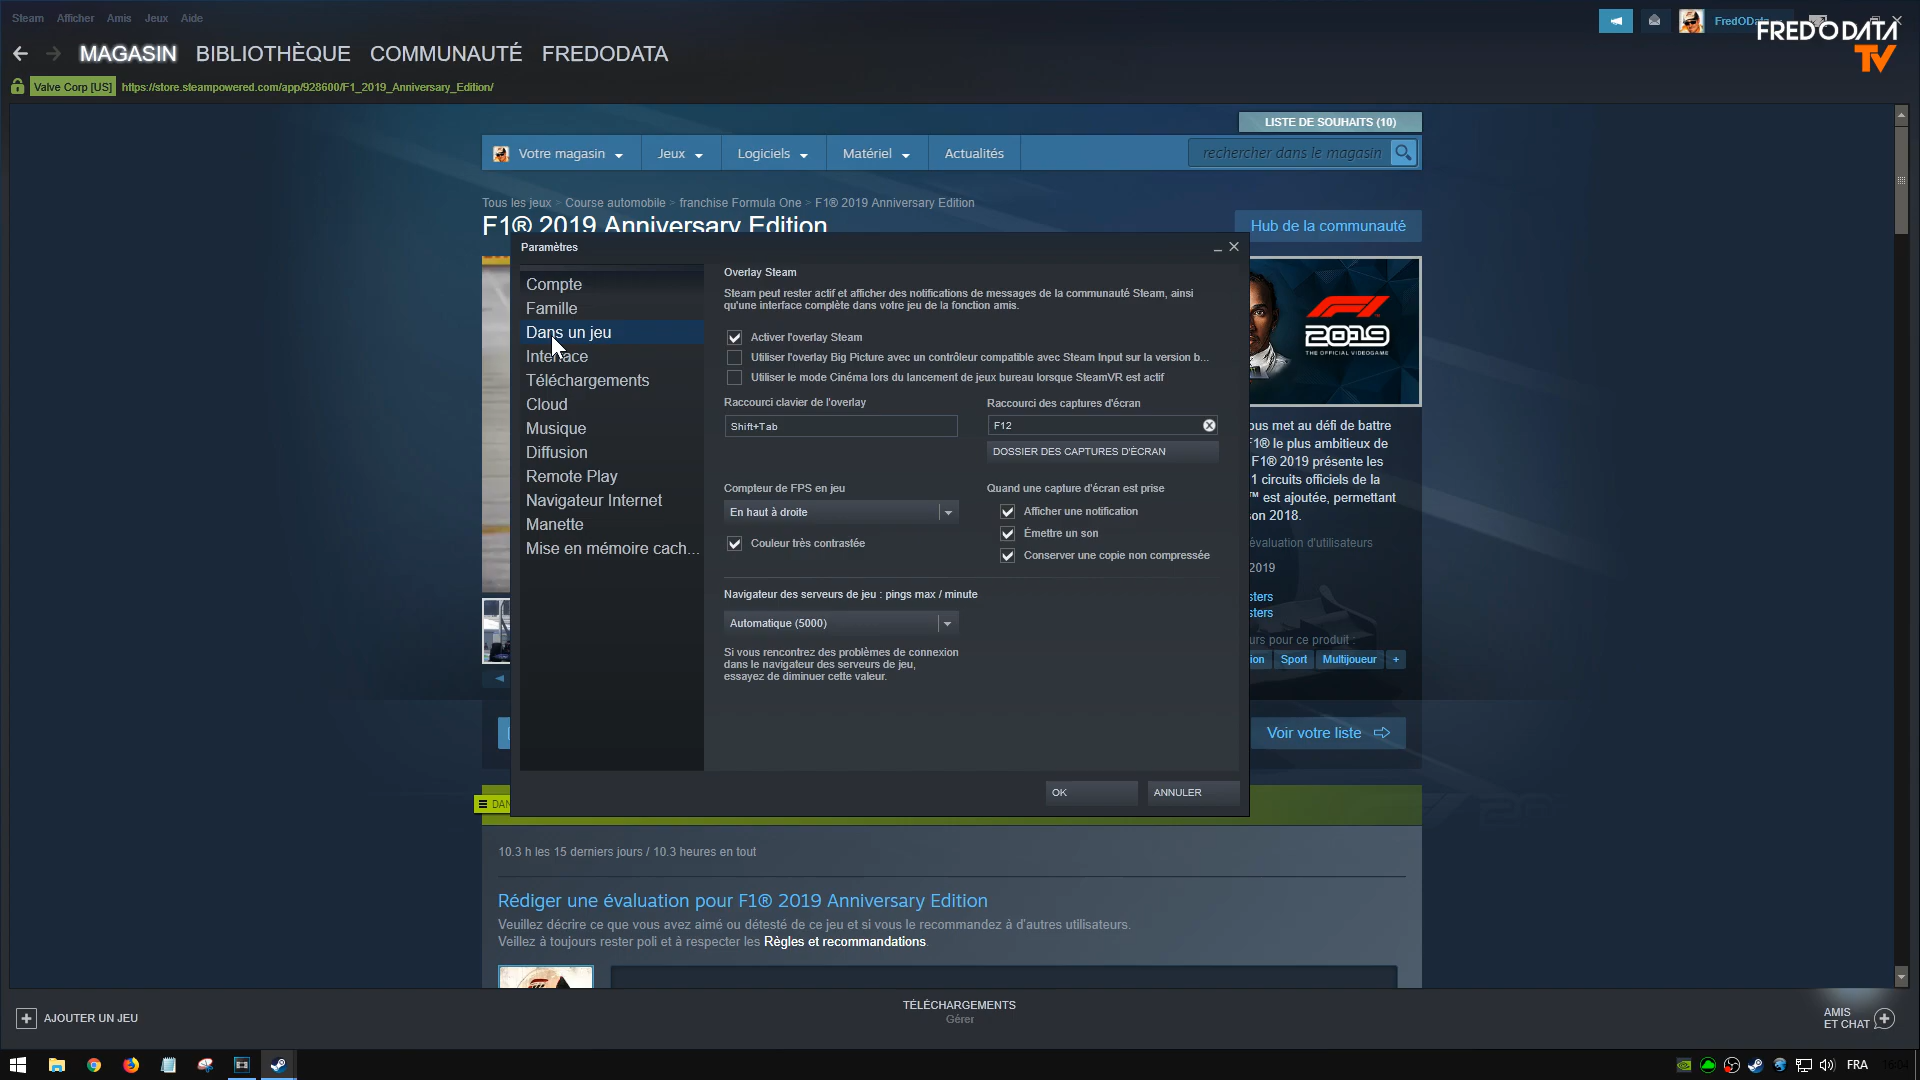 Steam Afficher Amis Jeux Aide
FREDO DATA
TV
MAGASIN BIBLIOTHÈQUE COMMUNAUTÉ FREDODATA
Valve Corp [US] https://store.steampowered.com/app/928600/F1_2019_Anniversary_Edition/
LISTE DE SOUHAITS (10)
Votre magasin Jeux Logiciels Matériel Actualités rechercher dans le magasin
Tous les jeux > Course automobile > franchise Formula One > F1® 2019 Anniversary Edition
F1® 2019 Anniversary Edition
Hub de la communauté
Paramètres
Compte
Famille
Dans un jeu
Interface
Téléchargements
Cloud
Musique
Diffusion
Remote Play
Navigateur Internet
Manette
Mise en mémoire cach...
Overlay Steam
Steam peut rester actif et afficher des notifications de messages de la communauté Steam, ainsi
qu'une interface complète dans votre jeu de la fonction amis.
Activer l'overlay Steam
Utiliser l'overlay Big Picture avec un contrôleur compatible avec Steam Input sur la version b...
Utiliser le mode Cinéma lors du lancement de jeux bureau lorsque SteamVR est actif
Raccourci clavier de l'overlay
Shift+Tab
Raccourci des captures d'écran
F12
DOSSIER DES CAPTURES D'ÉCRAN
Compteur de FPS en jeu
En haut à droite
Couleur très contrastée
Quand une capture d'écran est prise
Afficher une notification
Émettre un son
Conserver une copie non compressée
Navigateur des serveurs de jeu : pings max / minute
Automatique (5000)
Si vous rencontrez des problèmes de connexion
dans le navigateur des serveurs de jeu,
essayez de diminuer cette valeur.
OK ANNULER
F1
2019
THE OFFICIAL VIDEOGAME
ous met au défi de battre
F1® le plus ambitieux de
F1® 2019 présente les
1 circuits officiels de la
™ est ajoutée, permettant
on 2018.
évaluation d'utilisateurs
2019
sters
sters
urs pour ce produit :
ion Sport Multijoueur +
Voir votre liste
DAN
10.3 h les 15 derniers jours / 10.3 heures en tout
Rédiger une évaluation pour F1® 2019 Anniversary Edition
Veuillez décrire ce que vous avez aimé ou détesté de ce jeu et si vous le recommandez à d'autres utilisateurs.
Veillez à toujours rester poli et à respecter les Règles et recommandations.
AJOUTER UN JEU
TÉLÉCHARGEMENTS
Gérer
AMIS
ET CHAT
FRA